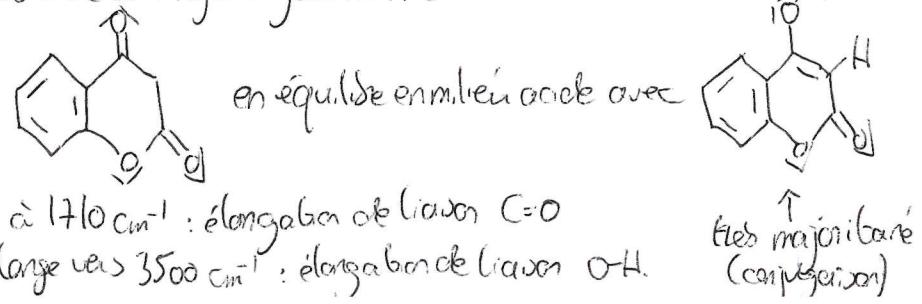 en équilibre en milieu acide avec
à 1710 cm⁻¹ : élongation de liaison C=O
large vers 3500 cm⁻¹ : élongation de liaison O-H.
très majoritaire
(conjugaison)